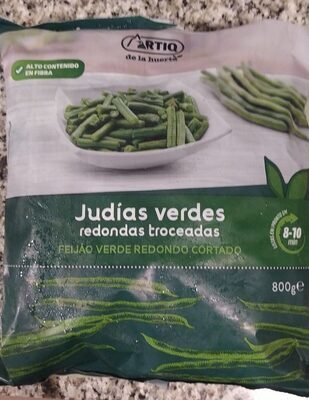 ARTIQ
de la huerta
ALTO CONTENIDO
EN FIBRA
Judías verdes
redondas troceadas
FEIJÃO VERDE REDONDO CORTADO
8-10
min
800g℮